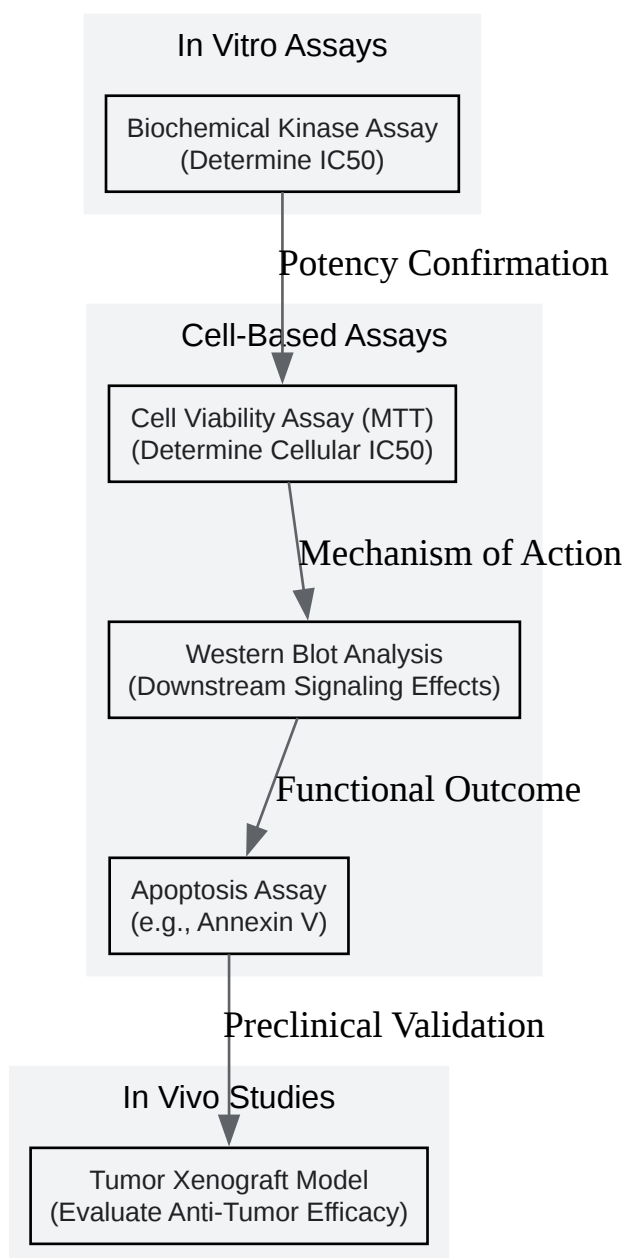 In Vitro Assays
Biochemical Kinase Assay
(Determine IC50)
Potency Confirmation
Cell-Based Assays
Cell Viability Assay (MTT)
(Determine Cellular IC50)
Mechanism of Action
Western Blot Analysis
(Downstream Signaling Effects)
Functional Outcome
Apoptosis Assay
(e.g., Annexin V)
Preclinical Validation
In Vivo Studies
Tumor Xenograft Model
(Evaluate Anti-Tumor Efficacy)